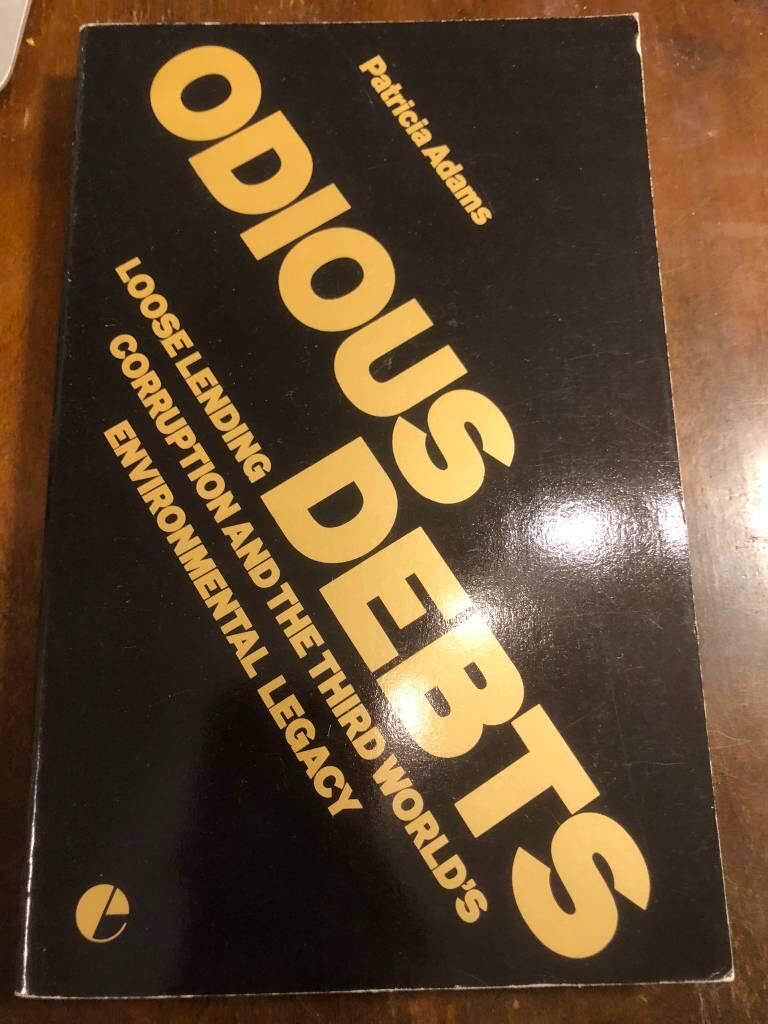 Patricia Adams
ODIOUS
DEBTS
LOOSE LENDING
CORRUPTION AND THE THIRD WORLD'S
ENVIRONMENTAL LEGACY
e